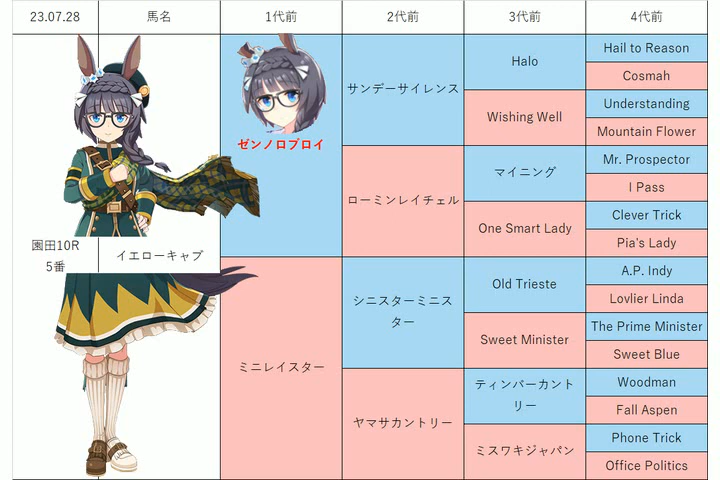 23.07.28
馬名
1代前
2代前
3代前
4代前
園田10R
5番
イエローキャブ
ゼンノロブロイ
ミニレイスター
サンデーサイレンス
ローミンレイチェル
シニスターミニス
ター
ヤマサカントリー
Halo
Wishing Well
マイニング
One Smart Lady
Old Trieste
Sweet Minister
ティンバーカント
リー
ミスワキジャパン
Hail to Reason
Cosmah
Understanding
Mountain Flower
Mr. Prospector
I Pass
Clever Trick
Pia's Lady
A.P. Indy
Lovlier Linda
The Prime Minister
Sweet Blue
Woodman
Fall Aspen
Phone Trick
Office Politics